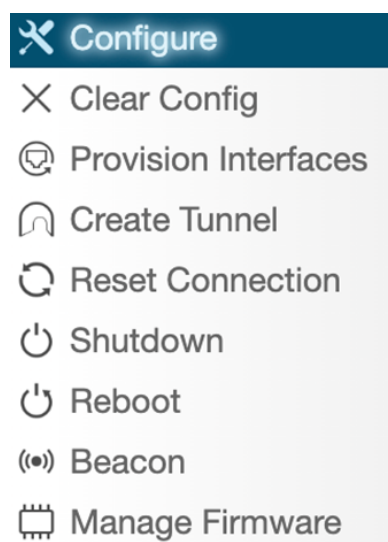 Configure
Clear Config
Provision Interfaces
Create Tunnel
Reset Connection
Shutdown
Reboot
Beacon
Manage Firmware